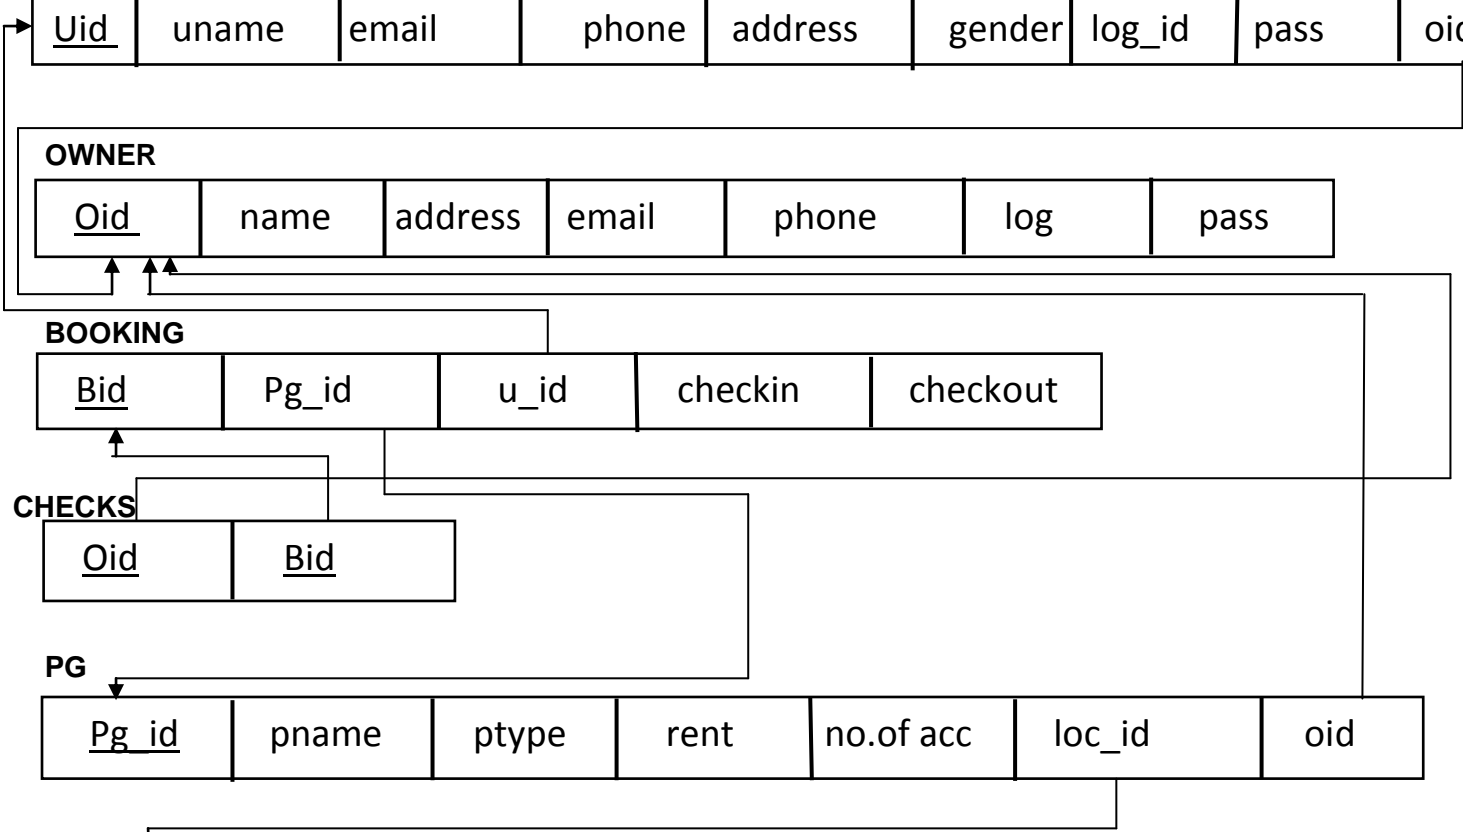 Uid uname email phone address gender log_id pass
OWNER
Oid name address email phone log pass
BOOKING
Bid Pg_id u_id checkin checkout
CHECKS
Oid Bid
PG
Pg_id pname ptype rent no.of acc loc_id oid